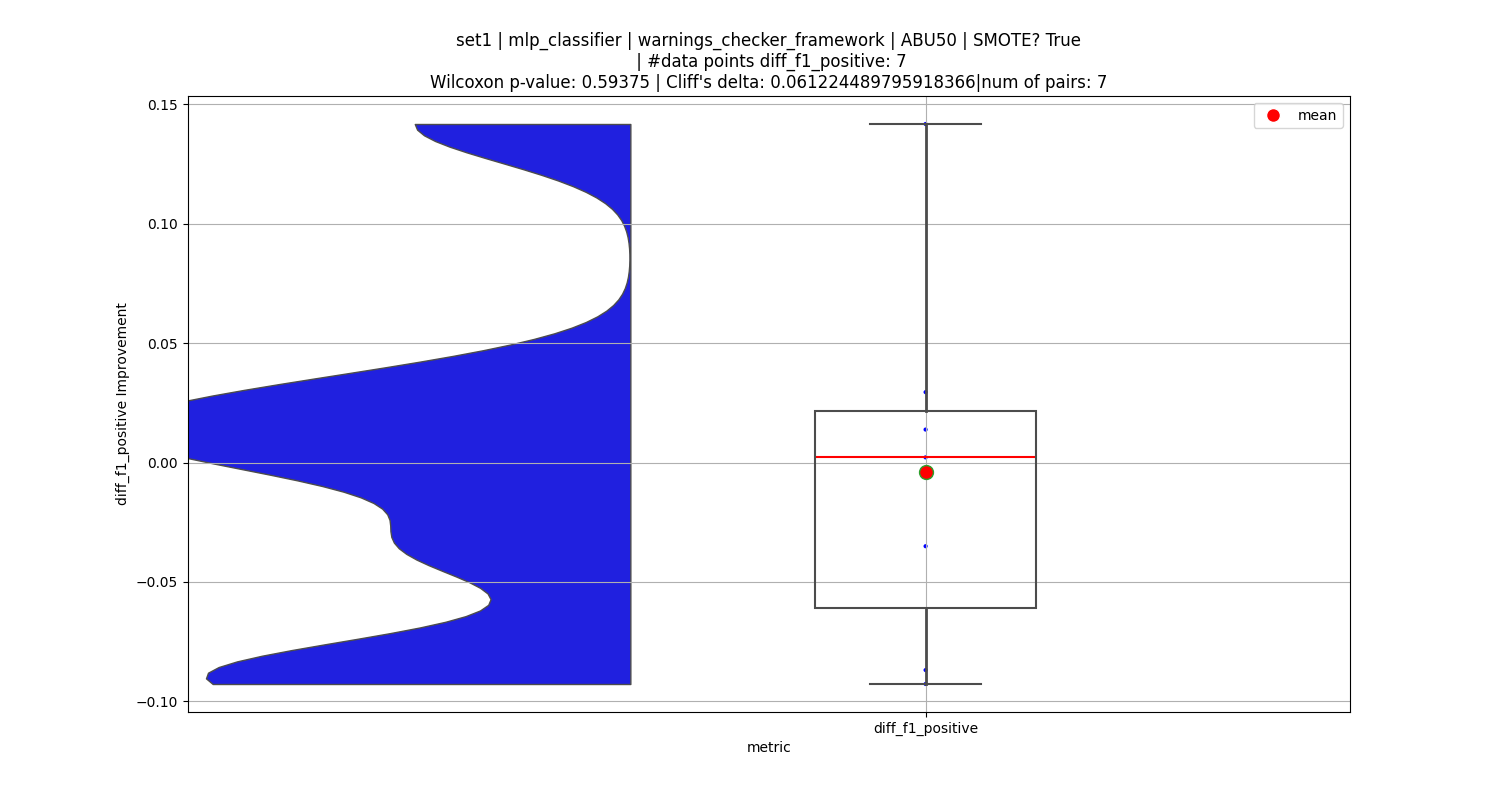 set1 | mlp_classifier | warnings_checker_framework | ABU50 | SMOTE? True
| #data points diff_f1_positive: 7
Wilcoxon p-value: 0.59375 | Cliff's delta: 0.061224489795918366|num of pairs: 7
mean
0.15
0.10
0.05
0.00
−0.05
−0.10
diff_f1_positive Improvement
diff_f1_positive
metric